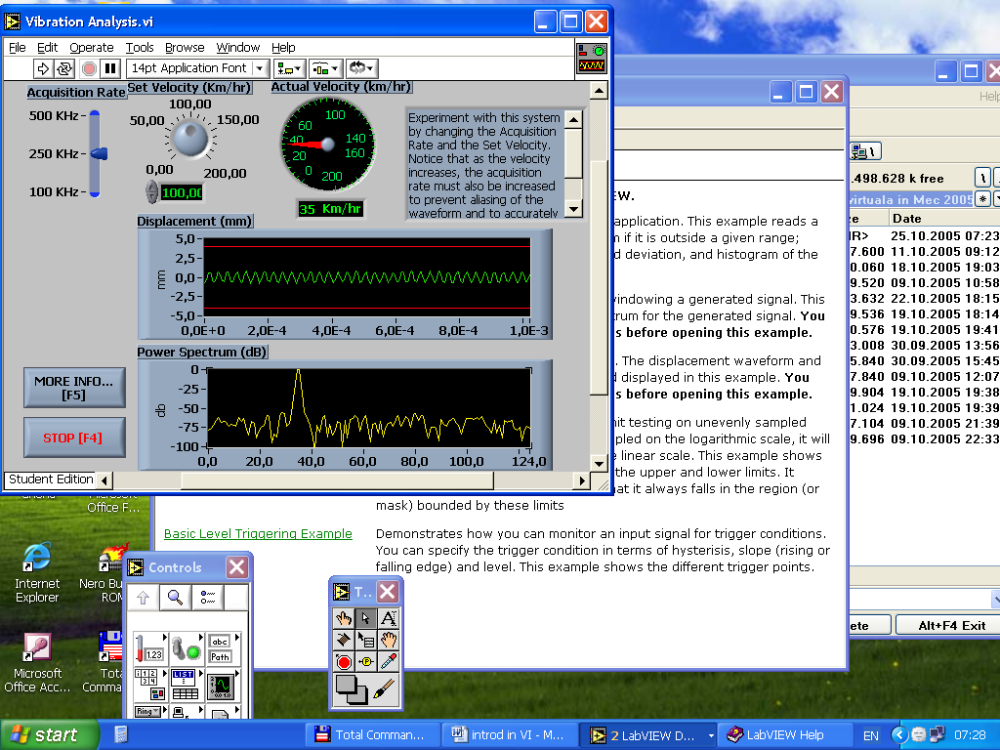 Vibration Analysis.vi
File Edit Operate Tools Browse Window Help
14pt Application Font
Acquisition Rate
500 KHz-
250 KHz-
100 KHz-
Set Velocity (Km/hr)
100,00
50,00 150,00
0,00 200,00
100,00
Actual Velocity (km/hr)
0 20 40 60 100 140 160 200
35 Km/hr
Experiment with this system
by changing the Acquisition
Rate and the Set Velocity.
Notice that as the velocity
increases, the acquisition
rate must also be increased
to prevent aliasing of the
waveform and to accurately
Displacement (mm)
mm
5,0-
2,5-
0,0-
-2,5-
-5,0-
0,0E+0 2,0E-4 4,0E-4 6,0E-4 8,0E-4 1,0E-3
Power Spectrum (dB)
db
0-
-25-
-50-
-75-
-100-
0,0 20,0 40,0 60,0 80,0 100,0 124,0
MORE INFO...
[F5]
STOP [F4]
Student Edition
Help
.498.628 k free
\
virtuala in Mec 2005
*
ze Date
IR> 25.10.2005 07:23
7.600 11.10.2005 09:12
0.060 18.10.2005 19:03
9.520 09.10.2005 10:58
3.632 22.10.2005 18:15
9.536 19.10.2005 18:14
0.576 19.10.2005 19:41
3.008 30.09.2005 13:56
5.840 30.09.2005 15:45
7.840 09.10.2005 12:07
9.904 19.10.2005 19:38
1.024 19.10.2005 19:39
7.104 09.10.2005 21:39
9.696 09.10.2005 22:33
ete Alt+F4 Exit
EW.
application. This example reads a
n if it is outside a given range;
d deviation, and histogram of the
windowing a generated signal. This
trum for the generated signal. You
s before opening this example.
. The displacement waveform and
d displayed in this example. You
s before opening this example.
nit testing on unevenly sampled
pled on the logarithmic scale, it will
e linear scale. This example shows
the upper and lower limits. It
at it always falls in the region (or
mask) bounded by these limits
Basic Level Triggering Example
Demonstrates how you can monitor an input signal for trigger conditions.
You can specify the trigger condition in terms of hysterisis, slope (rising or
falling edge) and level. This example shows the different trigger points.
Microsoft
Office F...
Internet
Explorer
Nero Bu
ROM
Microsoft
Office Acc...
Tota
Comma
Controls
1.23
abc
Path
1 2
3 4
LIST
Ring
T...
A
P
start
Total Comman...
introd in VI - M...
2 LabVIEW D...
LabVIEW Help
EN
07:28